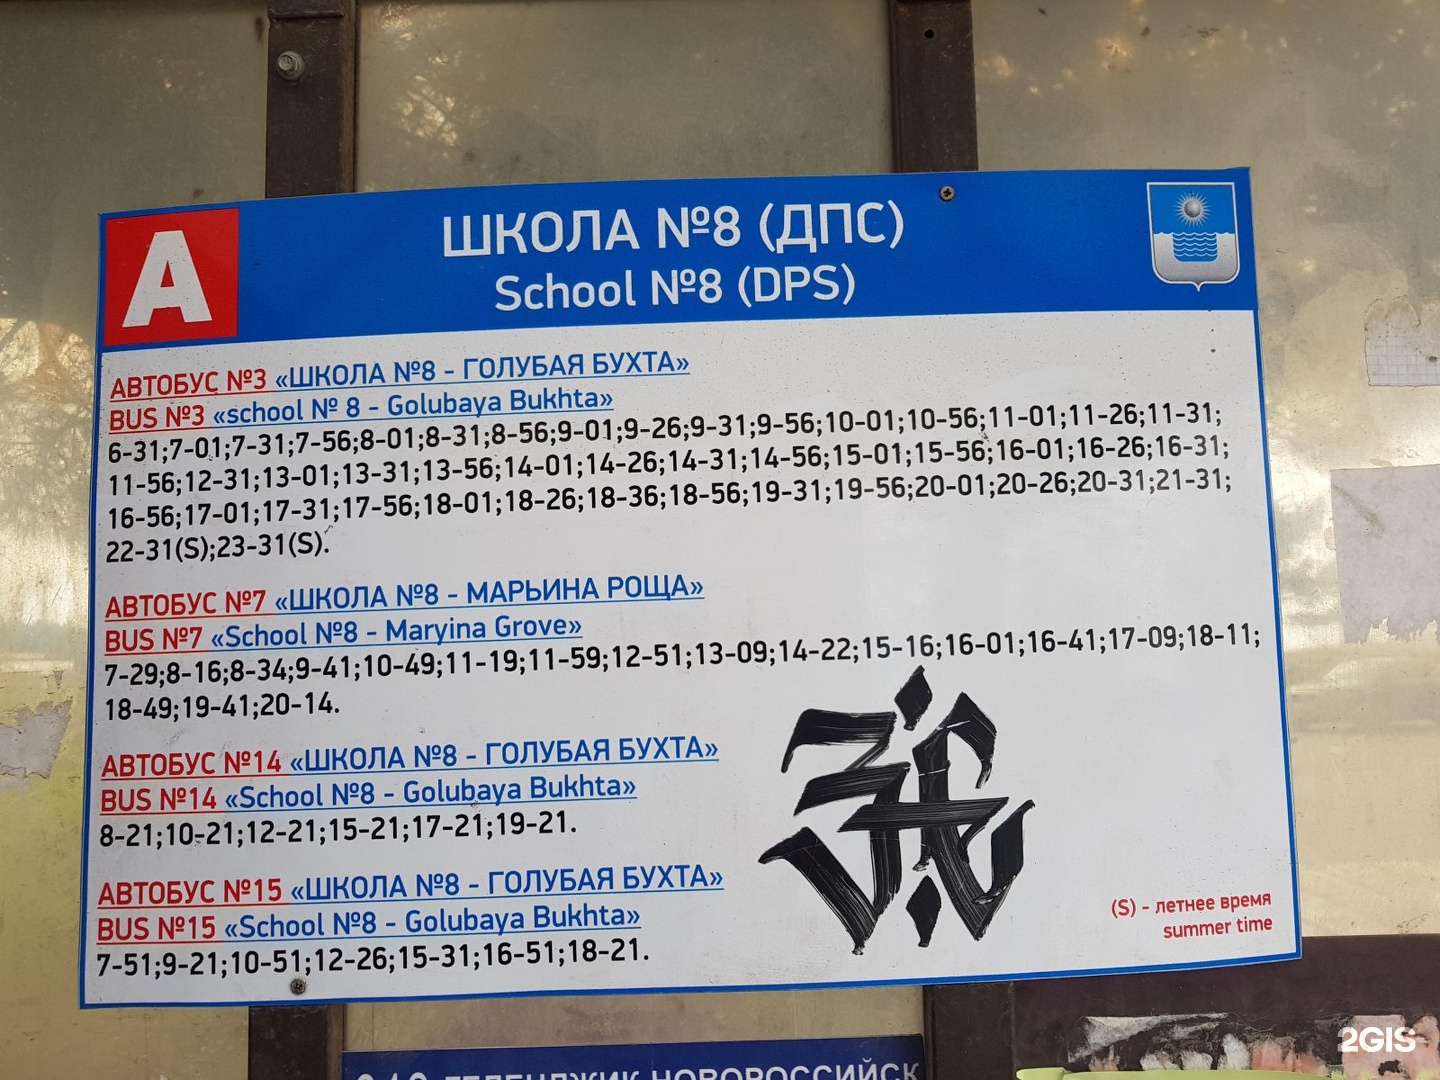 А
ШКОЛА №8 (ДПС)
School №8 (DPS)
АВТОБУС №3 «ШКОЛА №8 - ГОЛУБАЯ БУХТА»
BUS №3 «school № 8 - Golubaya Bukhta»
6-31;7-01;7-31;7-56;8-01;8-31;8-56;9-01;9-26;9-31;9-56;10-01;10-56;11-01;11-26;11-31;
11-56;12-31;13-01;13-31;13-56;14-01;14-26;14-31;14-56;15-01;15-56;16-01;16-26;16-31;
16-56;17-01;17-31;17-56;18-01;18-26;18-36;18-56;19-31;19-56;20-01;20-26;20-31;21-31;
22-31(S);23-31(S).
АВТОБУС №7 «ШКОЛА №8 - МАРЬИНА РОЩА»
BUS №7 «School №8 - Maryina Grove»
7-29;8-16;8-34;9-41;10-49;11-19;11-59;12-51;13-09;14-22;15-16;16-01;16-41;17-09;18-11;
18-49;19-41;20-14.
АВТОБУС №14 «ШКОЛА №8 - ГОЛУБАЯ БУХТА»
BUS №14 «School №8 - Golubaya Bukhta»
8-21;10-21;12-21;15-21;17-21;19-21.
АВТОБУС №15 «ШКОЛА №8 - ГОЛУБАЯ БУХТА»
BUS №15 «School №8 - Golubaya Bukhta»
7-51;9-21;10-51;12-26;15-31;16-51;18-21.
(S) - летнее время
summer time
ГЕЛЕНДЖИК НОВОРОССИЙСК
2GIS